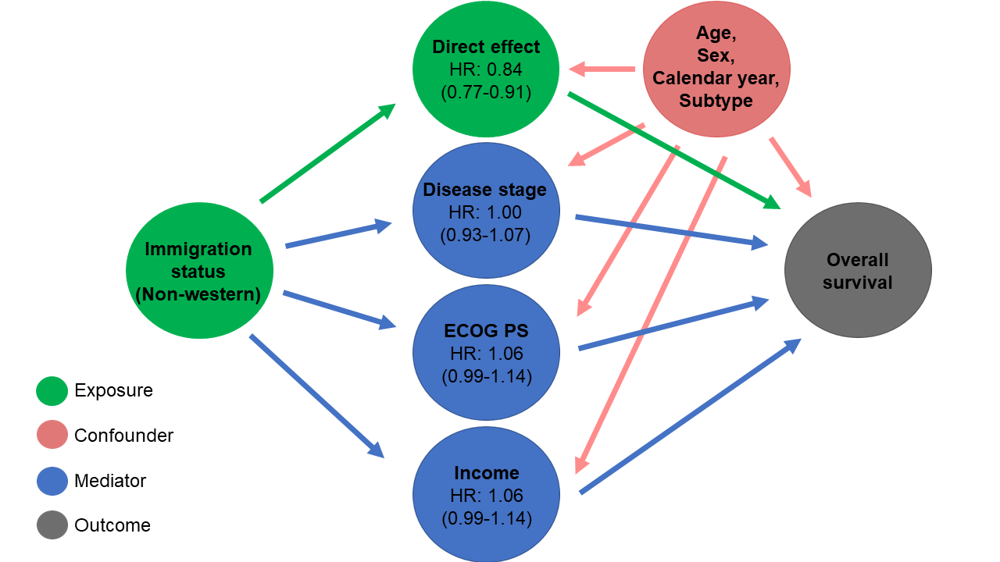 Direct effect
HR: 0.84
(0.77-0.91)
Age,
Sex,
Calendar year,
Subtype
Disease stage
HR: 1.00
(0.93-1.07)
Immigration
status
(Non-western)
Overall
survival
ECOG PS
HR: 1.06
(0.99-1.14)
Income
HR: 1.06
(0.99-1.14)
Exposure
Confounder
Mediator
Outcome